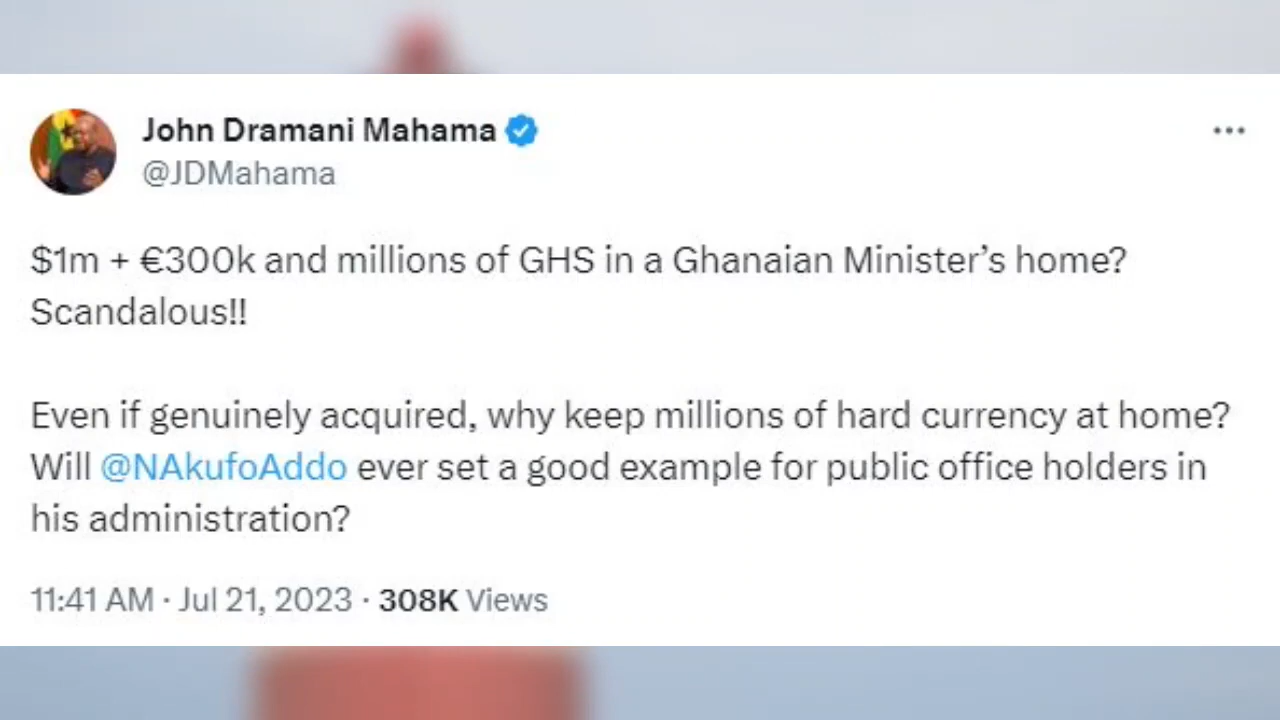 John Dramani Mahama
@JDMahama
$1m + €300k and millions of GHS in a Ghanaian Minister’s home?
Scandalous!!
Even if genuinely acquired, why keep millions of hard currency at home?
Will @NAkufoAddo ever set a good example for public office holders in
his administration?
11:41 AM · Jul 21, 2023 · 308K Views